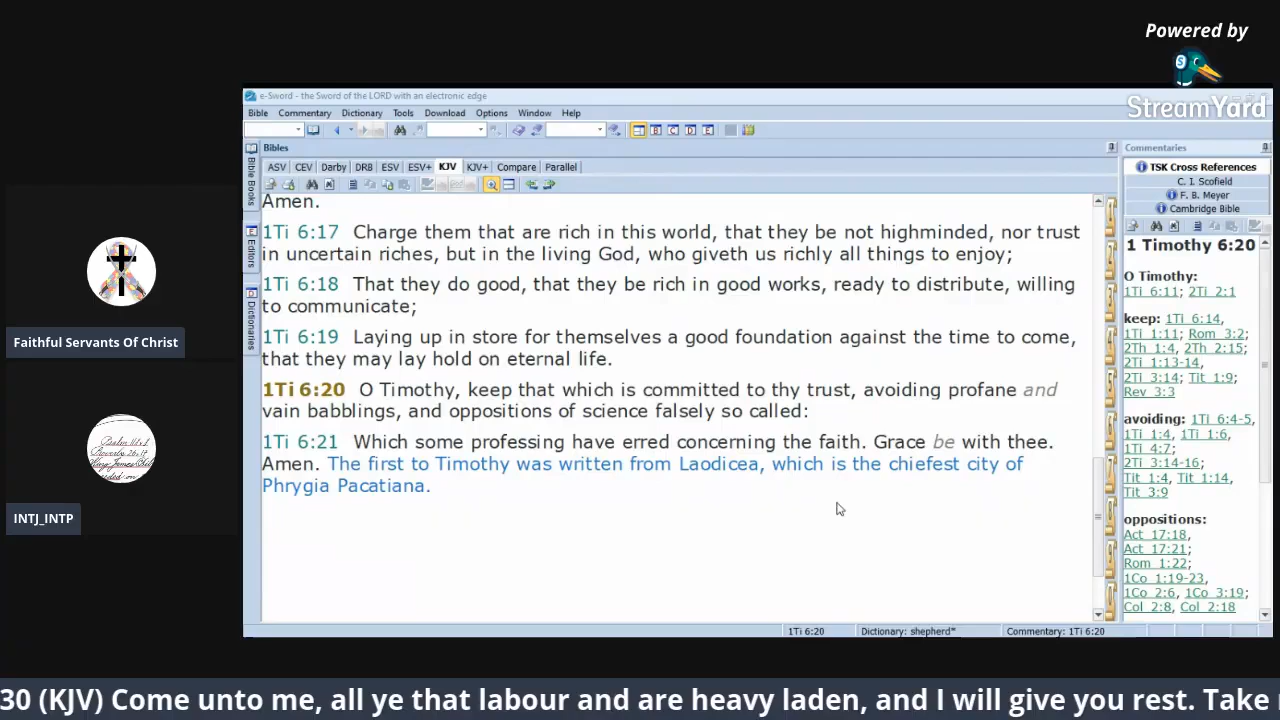 Powered by
StreamYard
e-Sword - the Sword of the LORD with an electronic edge
Bible Commentary Dictionary Tools Download Options Window Help
Bibles
ASV CEV Darby DRB ESV ESV+ KJV KJV+ Compare Parallel
Bible Books
Editors
Dictionaries
Amen.
1Ti 6:17 Charge them that are rich in this world, that they be not highminded, nor trust
in uncertain riches, but in the living God, who giveth us richly all things to enjoy;
1Ti 6:18 That they do good, that they be rich in good works, ready to distribute, willing
to communicate;
1Ti 6:19 Laying up in store for themselves a good foundation against the time to come,
that they may lay hold on eternal life.
1Ti 6:20 O Timothy, keep that which is committed to thy trust, avoiding profane and
vain babblings, and oppositions of science falsely so called:
1Ti 6:21 Which some professing have erred concerning the faith. Grace be with thee.
Amen. The first to Timothy was written from Laodicea, which is the chiefest city of
Phrygia Pacatiana.
Commentaries
TSK Cross References
C. I. Scofield
F. B. Meyer
Cambridge Bible
1 Timothy 6:20
O Timothy:
1Ti 6:11; 2Ti 2:1
keep: 1Ti 6:14,
1Ti 1:11; Rom 3:2;
2Th 1:4, 2Th 2:15;
2Ti 1:13-14,
2Ti 3:14; Tit 1:9;
Rev 3:3
avoiding: 1Ti 6:4-5,
1Ti 1:4, 1Ti 1:6,
1Ti 4:7;
2Ti 3:14-16;
Tit 1:4, Tit 1:14,
Tit 3:9
oppositions:
Act 17:18,
Act 17:21;
Rom 1:22;
1Co 1:19-23,
1Co 2:6, 1Co 3:19;
Col 2:8, Col 2:18
1Ti 6:20 Dictionary: shepherd* Commentary: 1Ti 6:20
Faithful Servants Of Christ
INTJ_INTP
30 (KJV) Come unto me, all ye that labour and are heavy laden, and I will give you rest. Take